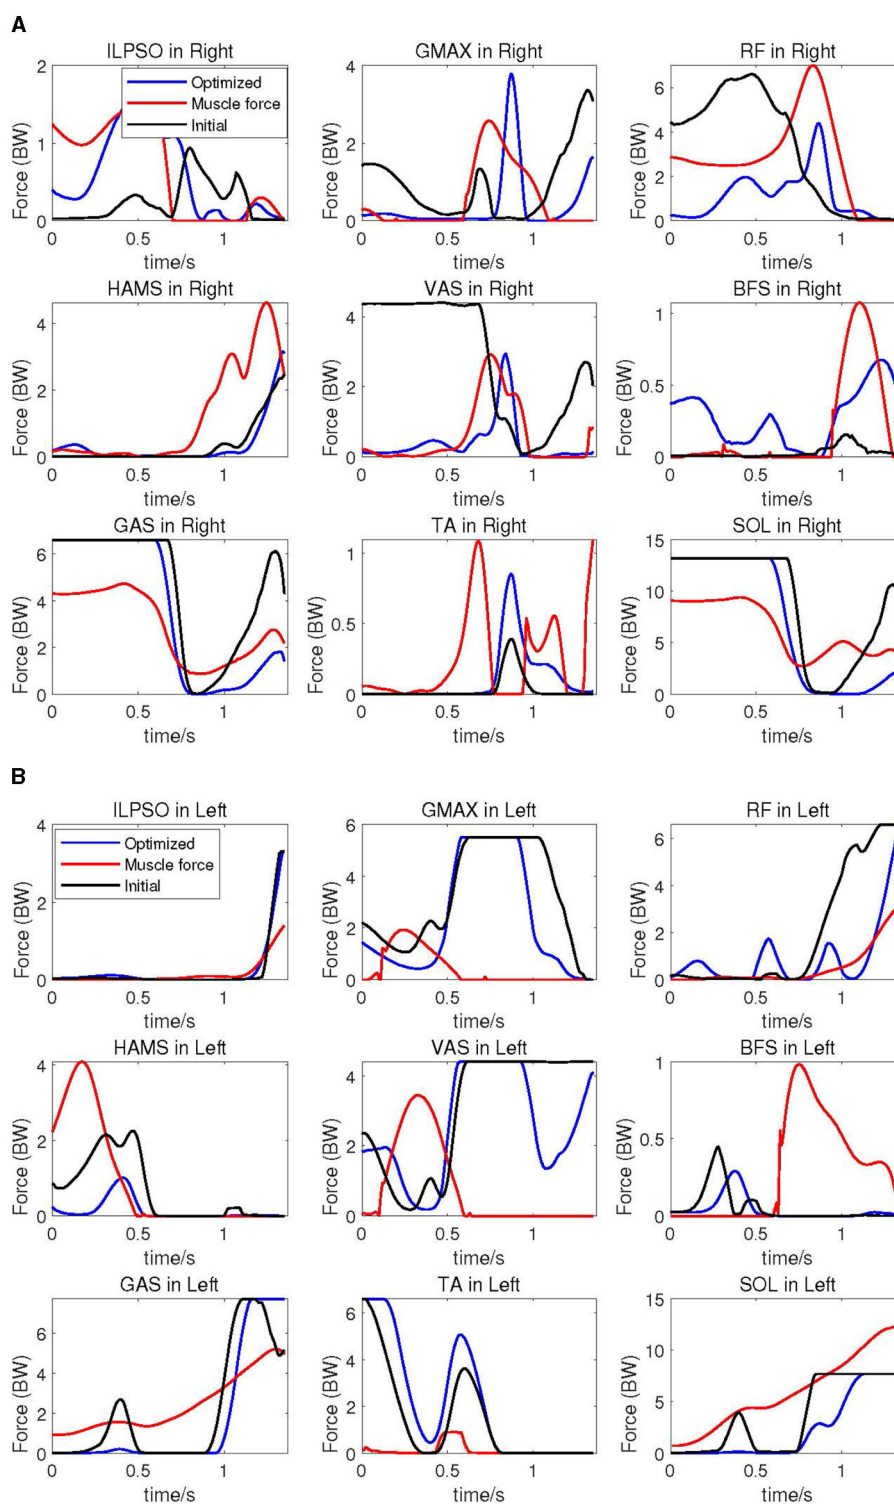 A
ILPSO in Right
GMAX in Right
RF in Right
2
1
0
Force (BW)
Optimized
Muscle force
Initial
4
2
0
Force (BW)
6
4
2
0
Force (BW)
0 0.5 1
0 0.5 1
0 0.5 1
time/s
time/s
time/s
HAMS in Right
VAS in Right
BFS in Right
4
2
0
Force (BW)
4
2
0
Force (BW)
1
0.5
0
Force (BW)
0 0.5 1
0 0.5 1
0 0.5 1
time/s
time/s
time/s
GAS in Right
TA in Right
SOL in Right
6
4
2
0
Force (BW)
1
0.5
0
Force (BW)
15
10
5
0
Force (BW)
0 0.5 1
0 0.5 1
0 0.5 1
time/s
time/s
time/s
B
ILPSO in Left
GMAX in Left
RF in Left
4
2
0
Force (BW)
Optimized
Muscle force
Initial
6
4
2
0
Force (BW)
6
4
2
0
Force (BW)
0 0.5 1
0 0.5 1
0 0.5 1
time/s
time/s
time/s
HAMS in Left
VAS in Left
BFS in Left
4
2
0
Force (BW)
4
2
0
Force (BW)
1
0.5
0
Force (BW)
0 0.5 1
0 0.5 1
0 0.5 1
time/s
time/s
time/s
GAS in Left
TA in Left
SOL in Left
6
4
2
0
Force (BW)
6
4
2
0
Force (BW)
15
10
5
0
Force (BW)
0 0.5 1
0 0.5 1
0 0.5 1
time/s
time/s
time/s